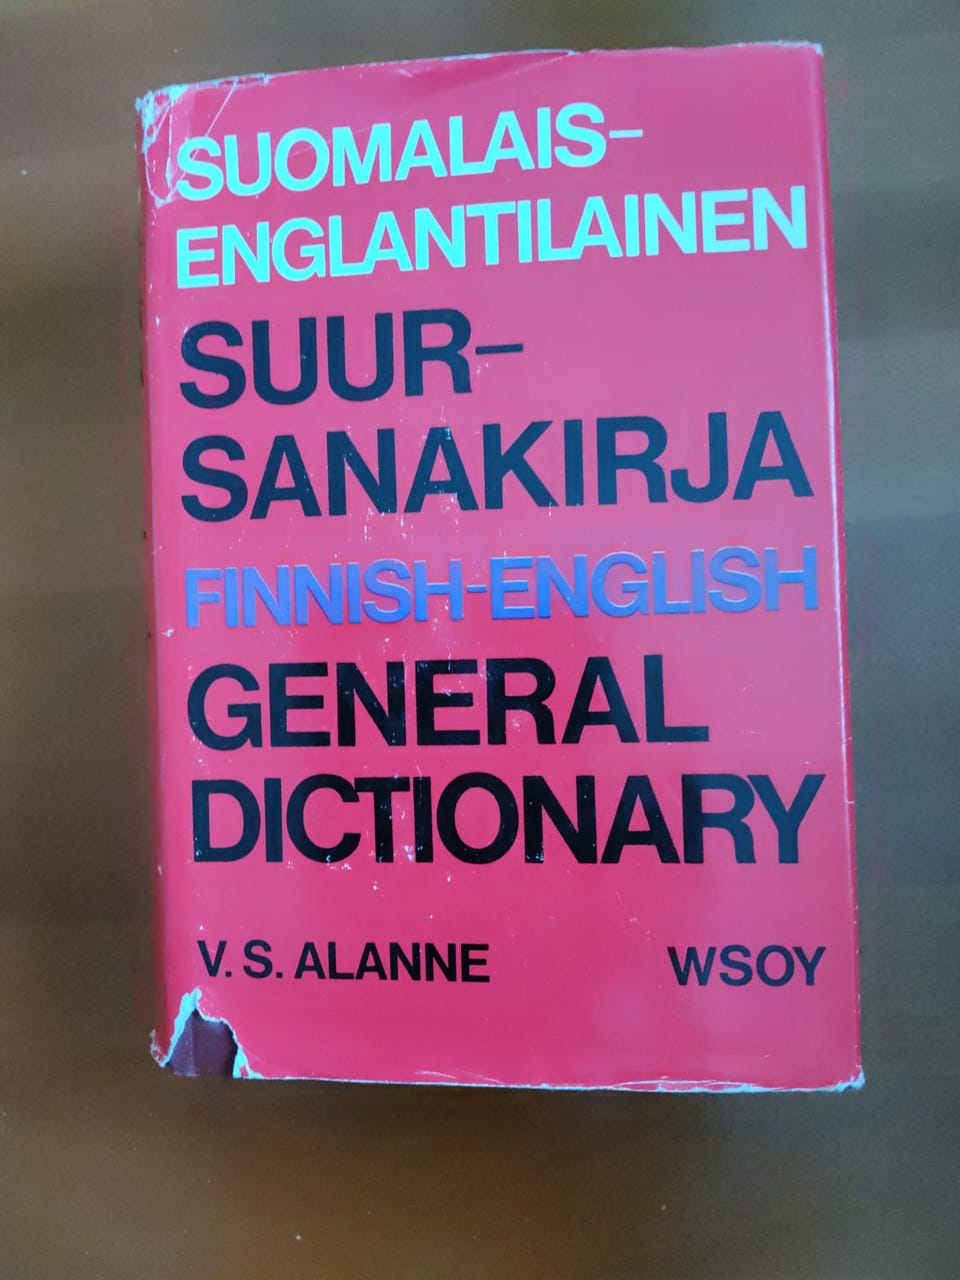 SUOMALAIS-
ENGLANTILAINEN
SUUR-
SANAKIRJA
FINNISH-ENGLISH
GENERAL
DICTIONARY
V. S. ALANNE WSOY